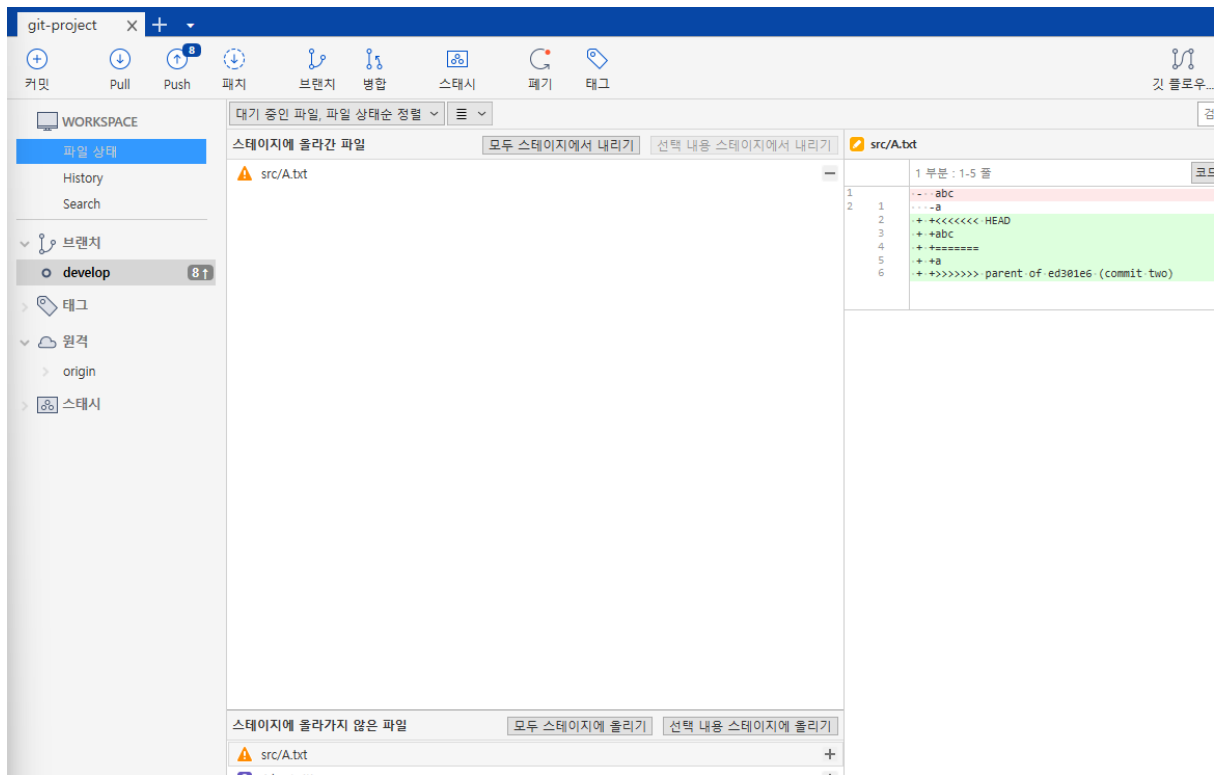 git-project
8
커밋 Pull Push 패치 브랜치 병합 스태시 폐기 태그 깃 플로우...
WORKSPACE
파일 상태
History
Search
브랜치
develop 8↑
태그
원격
origin
스태시
대기 중인 파일, 파일 상태순 정렬
스테이지에 올라간 파일 모두 스테이지에서 내리기 선택 내용 스테이지에서 내리기
src/A.txt
스테이지에 올라가지 않은 파일 모두 스테이지에 올리기 선택 내용 스테이지에 올리기
src/A.txt
src/A.txt
1 부분 : 1-5 줄
1 - abc
2 1 -a
2 + +<<<<<<< HEAD
3 + +abc
4 + +=======
5 + +a
6 + +>>>>>>> parent of ed301e6 (commit two)